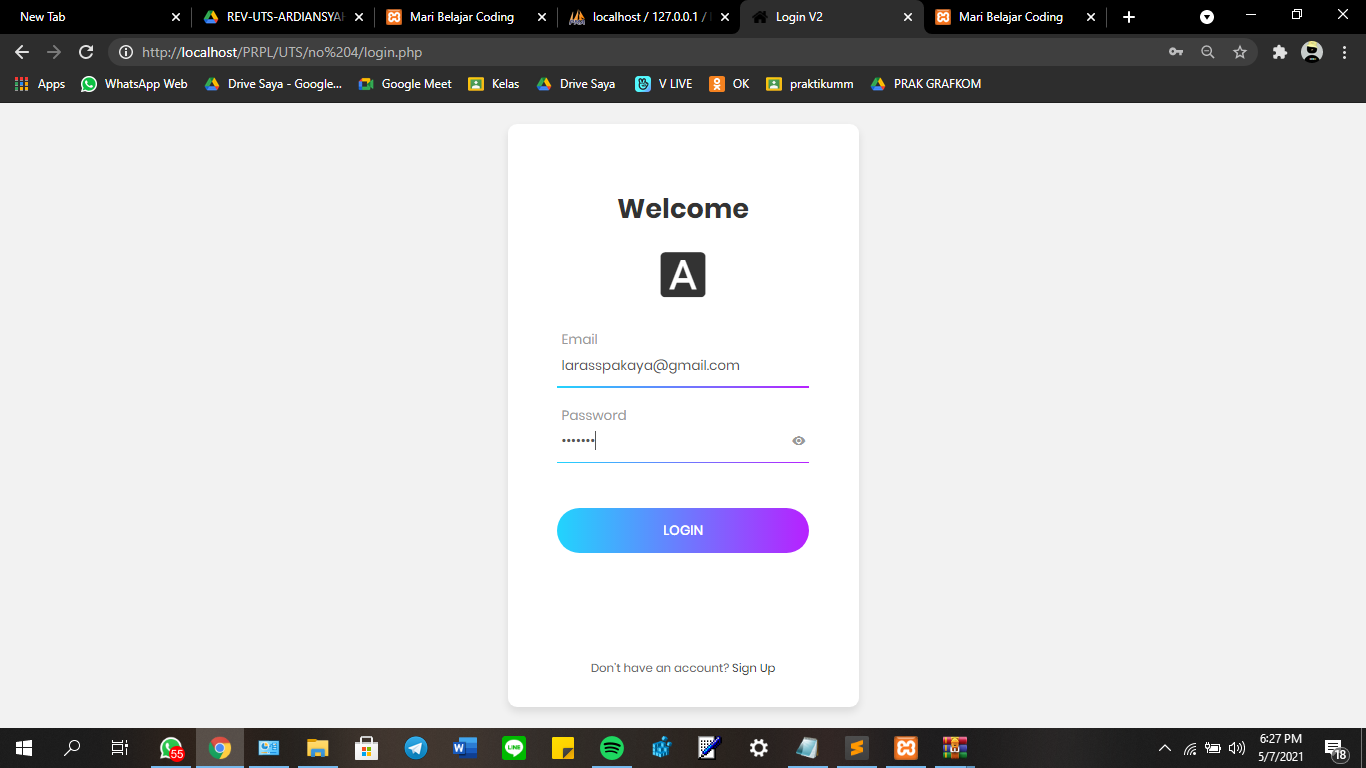 New Tab
REV-UTS-ARDIANSYAH
Mari Belajar Coding
localhost / 127.0.0.1 /
Login V2
Mari Belajar Coding
http://localhost/PRPL/UTS/no%204/login.php
Apps
WhatsApp Web
Drive Saya - Google...
Google Meet
Kelas
Drive Saya
V LIVE
OK
praktikumm
PRAK GRAFKOM
Welcome
A
Email
larasspakaya@gmail.com
Password
•••••••
LOGIN
Don't have an account? Sign Up
55
W
LINE
6:27 PM
5/7/2021
18